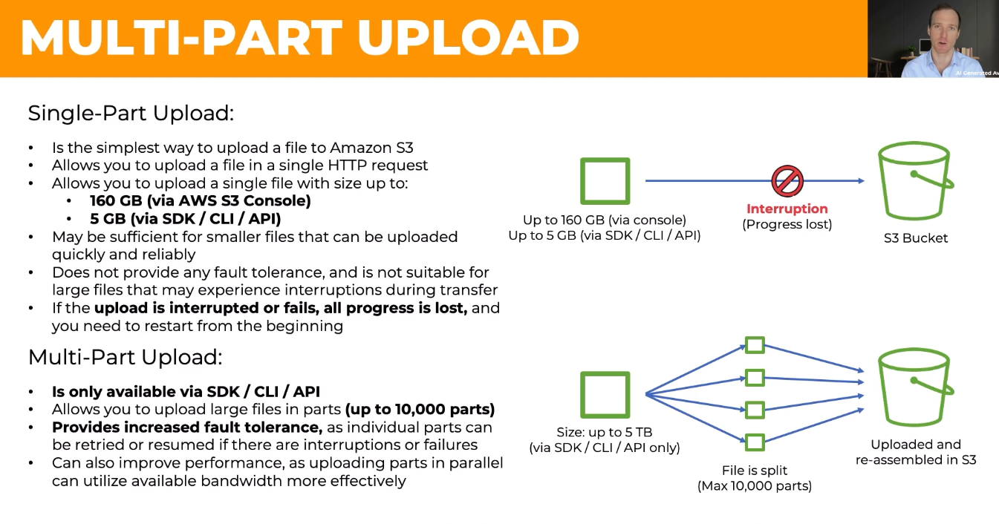 MULTI-PART UPLOAD
Single-Part Upload:
• Is the simplest way to upload a file to Amazon S3
• Allows you to upload a file in a single HTTP request
• Allows you to upload a single file with size up to:
• 160 GB (via AWS S3 Console)
• 5 GB (via SDK / CLI / API)
• May be sufficient for smaller files that can be uploaded
quickly and reliably
• Does not provide any fault tolerance, and is not suitable for
large files that may experience interruptions during transfer
• If the upload is interrupted or fails, all progress is lost, and
you need to restart from the beginning
Multi-Part Upload:
• Is only available via SDK / CLI / API
• Allows you to upload large files in parts (up to 10,000 parts)
• Provides increased fault tolerance, as individual parts can
be retried or resumed if there are interruptions or failures
• Can also improve performance, as uploading parts in parallel
can utilize available bandwidth more effectively
AI Generated Av
Up to 160 GB (via console)
Up to 5 GB (via SDK / CLI / API)
Interruption
(Progress lost)
S3 Bucket
Size: up to 5 TB
(via SDK / CLI / API only)
File is split
(Max 10,000 parts)
Uploaded and
re-assembled in S3